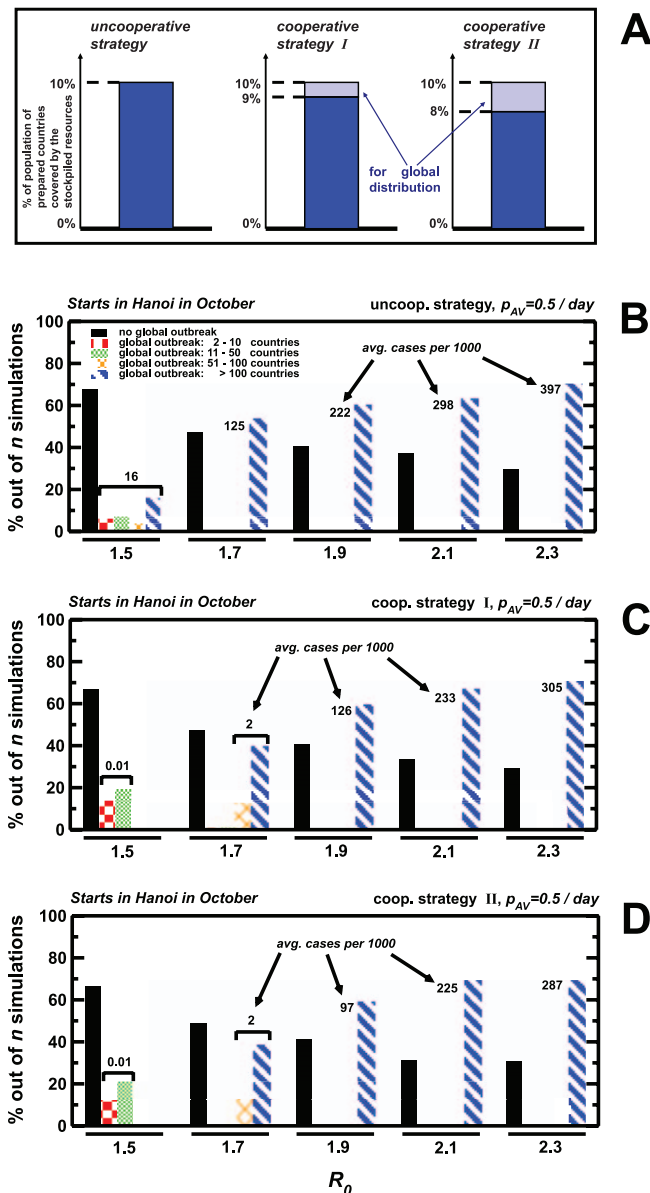 A
uncooperative
strategy
cooperative
strategy I
cooperative
strategy II
% of population of
prepared countries
covered by the
stockpiled resources
10%
0%
10%
9%
0%
10%
8%
0%
for global
distribution
B
Starts in Hanoi in October
uncoop. strategy, pAV=0.5 / day
% out of n simulations
100
80
60
40
20
0
no global outbreak
global outbreak: 2 - 10 countries
global outbreak: 11 - 50 countries
global outbreak: 51 - 100 countries
global outbreak: > 100 countries
avg. cases per 1000
16
125
222
298
397
1.5
1.7
1.9
2.1
2.3
C
Starts in Hanoi in October
coop. strategy I, pAV=0.5 / day
% out of n simulations
100
80
60
40
20
0
avg. cases per 1000
0.01
2
126
233
305
1.5
1.7
1.9
2.1
2.3
D
Starts in Hanoi in October
coop. strategy II, pAV=0.5 / day
% out of n simulations
100
80
60
40
20
0
avg. cases per 1000
0.01
2
97
225
287
1.5
1.7
1.9
2.1
2.3
R0